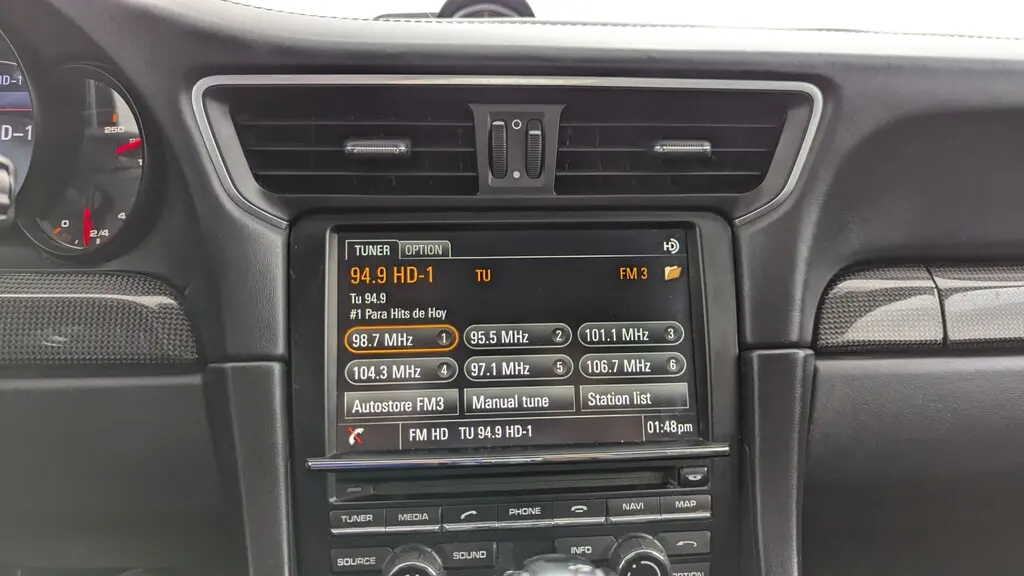 HD-1
D-1
250
0
4
2/4
TUNER OPTION HD
94.9 HD-1 TU FM 3
Tu 94.9
#1 Para Hits de Hoy
98.7 MHz 1 95.5 MHz 2 101.1 MHz 3
104.3 MHz 4 97.1 MHz 5 106.7 MHz 6
Autostore FM3 Manual tune Station list
FM HD TU 94.9 HD-1 01:48pm
TUNER MEDIA PHONE NAVI MAP
SOURCE SOUND INFO
OPTION